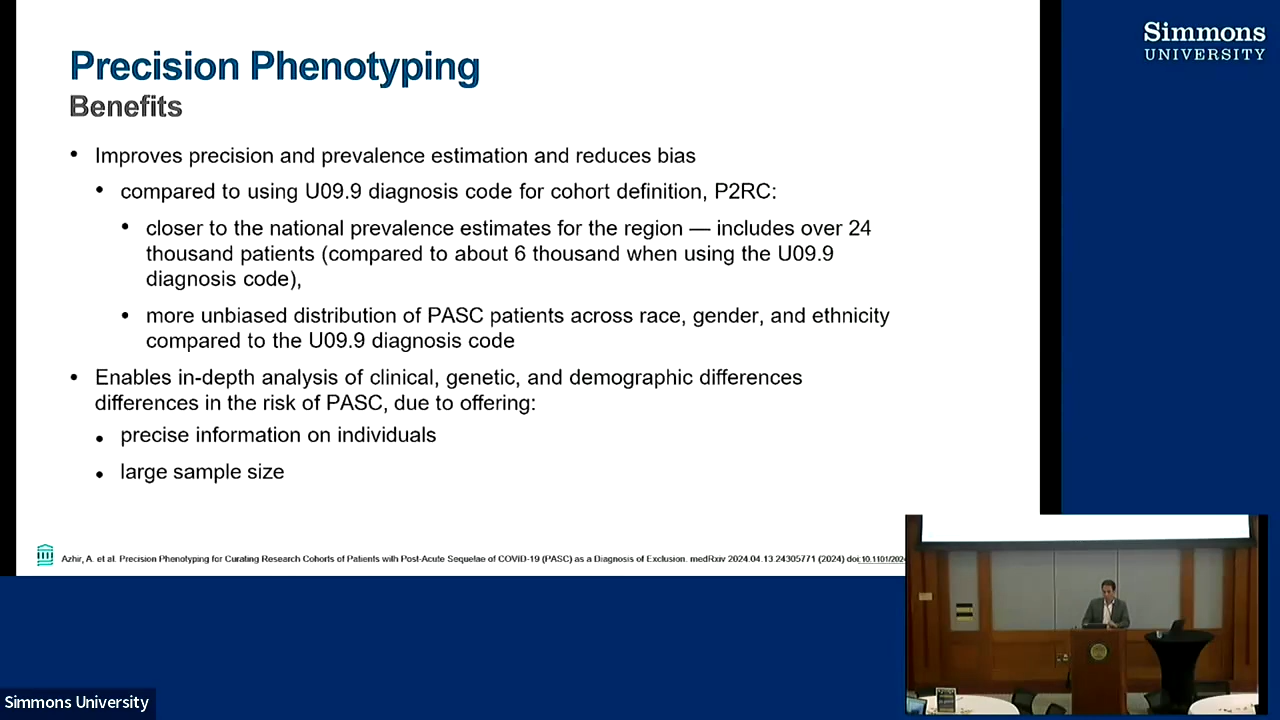 Simmons
UNIVERSITY
Precision Phenotyping
Benefits
• Improves precision and prevalence estimation and reduces bias
• compared to using U09.9 diagnosis code for cohort definition, P2RC:
• closer to the national prevalence estimates for the region — includes over 24
thousand patients (compared to about 6 thousand when using the U09.9
diagnosis code),
• more unbiased distribution of PASC patients across race, gender, and ethnicity
compared to the U09.9 diagnosis code
• Enables in-depth analysis of clinical, genetic, and demographic differences
differences in the risk of PASC, due to offering:
• precise information on individuals
• large sample size
Azhir, A. et al. Precision Phenotyping for Curating Research Cohorts of Patients with Post-Acute Sequelae of COVID-19 (PASC) as a Diagnosis of Exclusion. medRxiv 2024.04.13.24305771 (2024) doi:10.1101/202
Simmons University